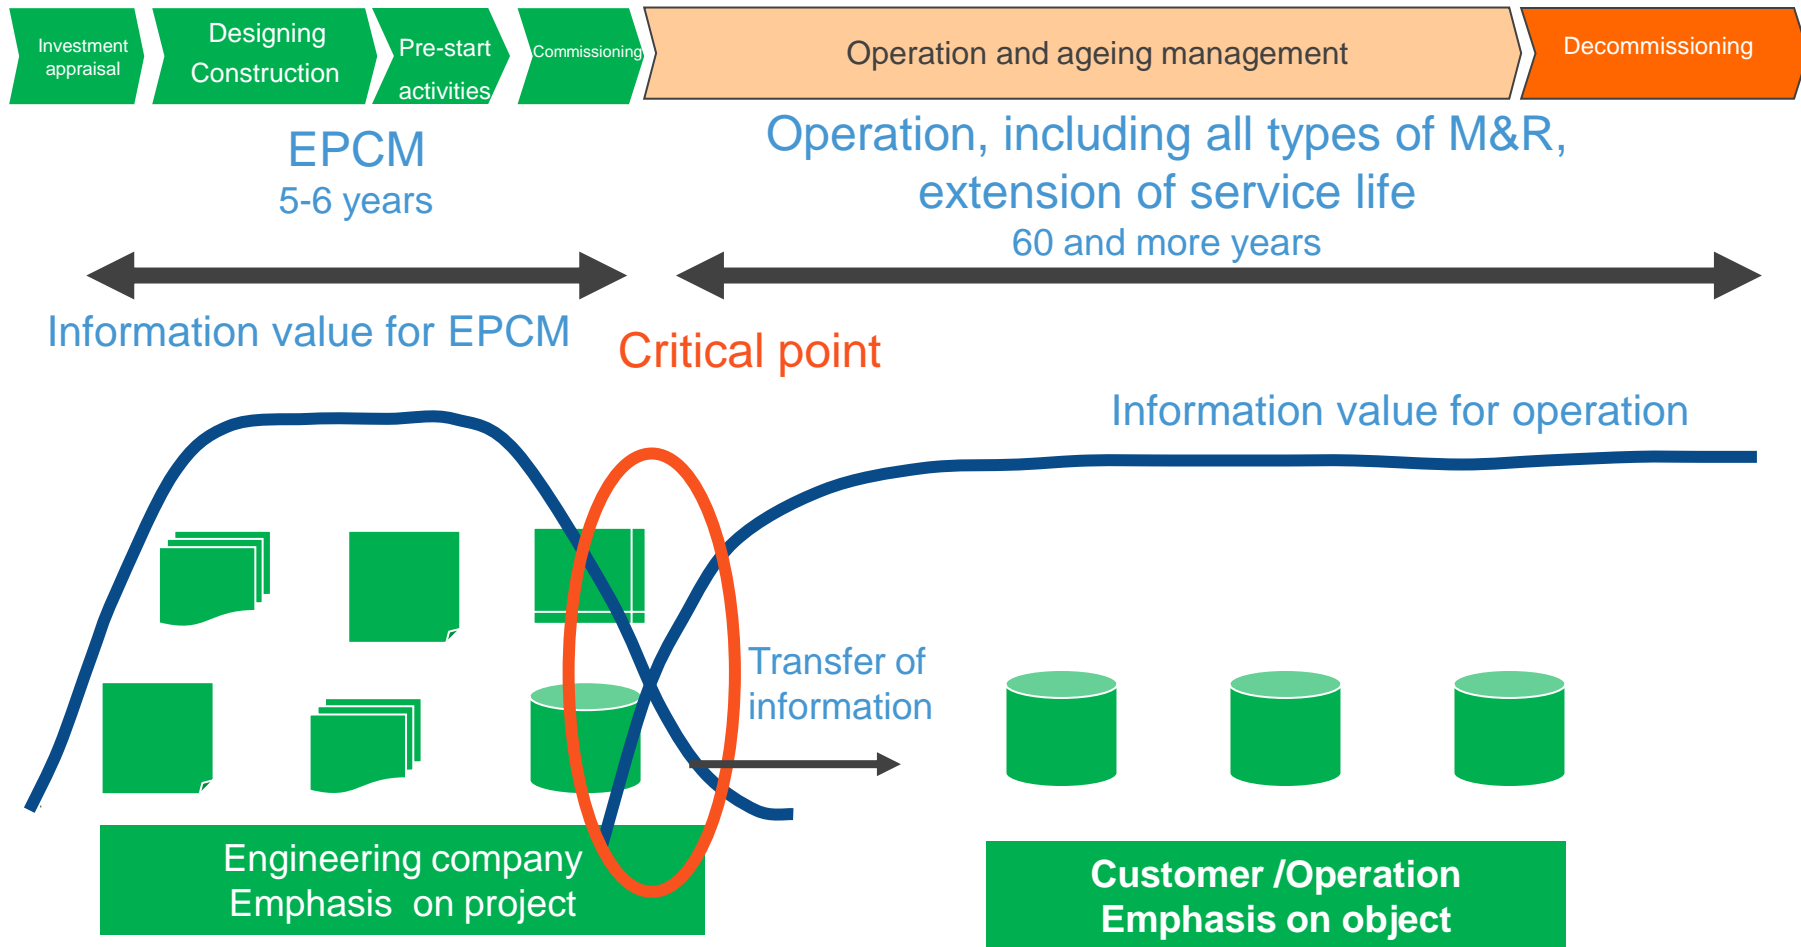 Investment
appraisal
Designing
Construction
Pre-start
activities
Commissioning
Operation and ageing management
Decommissioning
EPCM
5-6 years
Operation, including all types of M&R,
extension of service life
60 and more years
Information value for EPCM
Critical point
Information value for operation
Transfer of
information
Engineering company
Emphasis on project
Customer /Operation
Emphasis on object